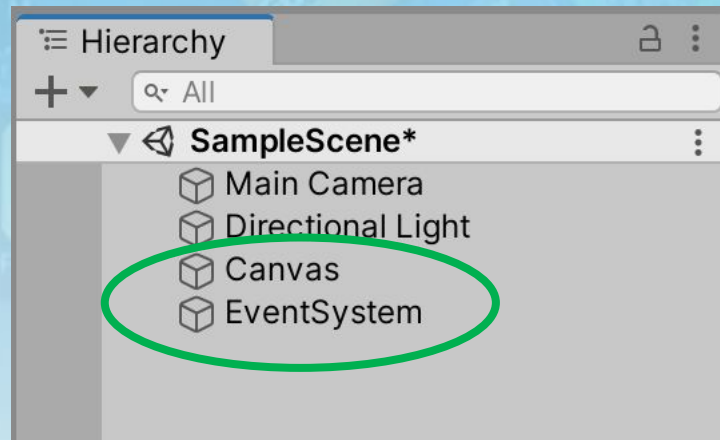 Hierarchy
All
SampleScene*
Main Camera
Directional Light
Canvas
EventSystem